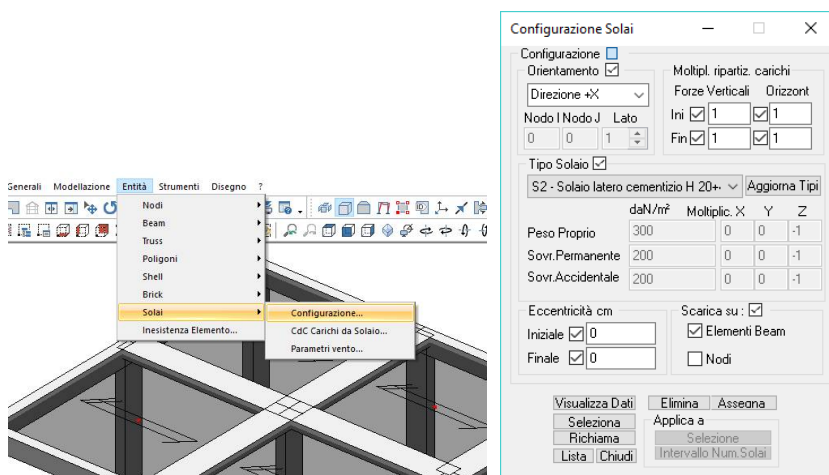 Generali Modellazione Entità Strumenti Disegno ?
Nodi
Beam
Truss
Poligoni
Shell
Brick
Solai
Inesistenza Elemento...
Configurazione...
CdC Carichi da Solaio...
Parametri vento...
Configurazione Solai
Configurazione
Orientamento
Direzione +X
Nodo I Nodo J Lato
0 0 1
Moltipl. ripartiz. carichi
Forze Verticali Orizzont
Ini 1 1
Fin 1 1
Tipo Solaio
S2 - Solaio latero cementizio H 20+ Aggiorna Tipi
daN/m² Moltiplic. X Y Z
Peso Proprio 300 0 0 -1
Sovr.Permanente 200 0 0 -1
Sovr.Accidentale 200 0 0 -1
Eccentricità cm
Iniziale 0
Finale 0
Scarica su :
Elementi Beam
Nodi
Visualizza Dati Elimina Assegna
Seleziona
Richiama
Lista Chiudi
Applica a
Selezione
Intervallo Num.Solai